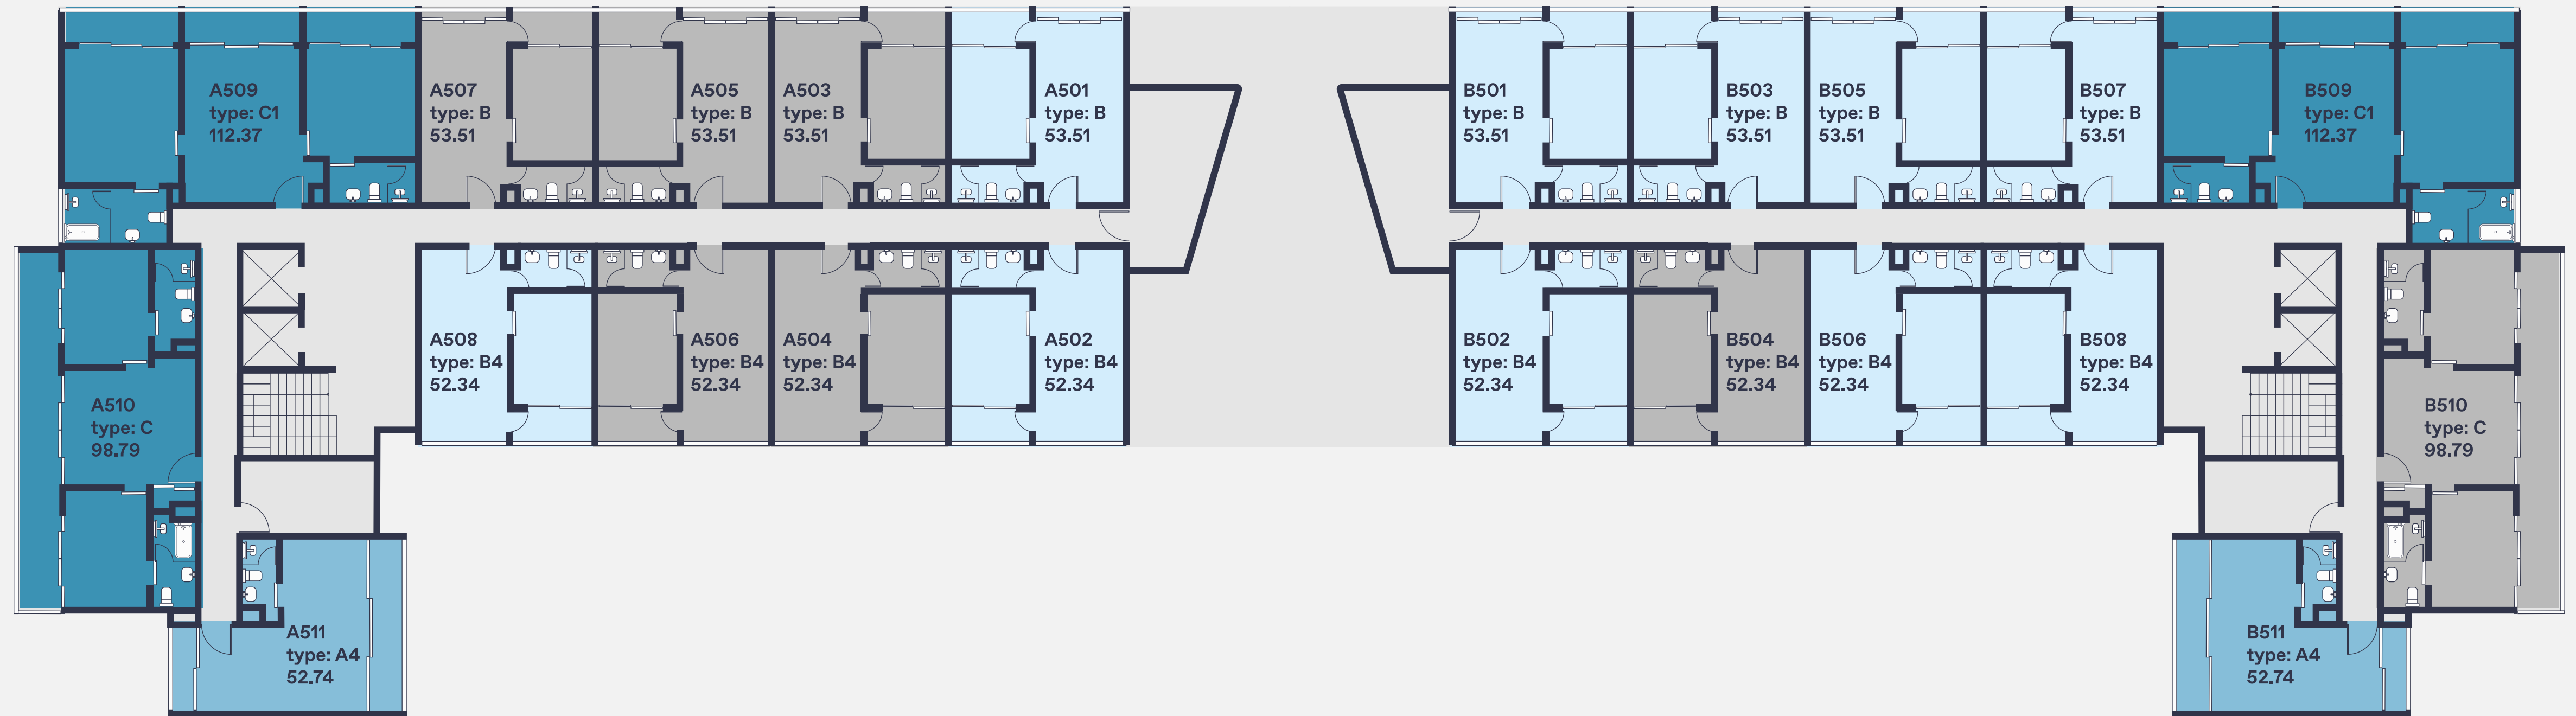 A509
type: C1
112.37
A507
type: B
53.51
A505
type: B
53.51
A503
type: B
53.51
A501
type: B
53.51
B501
type: B
53.51
B503
type: B
53.51
B505
type: B
53.51
B507
type: B
53.51
B509
type: C1
112.37
A508
type: B4
52.34
A506
type: B4
52.34
A504
type: B4
52.34
A502
type: B4
52.34
B502
type: B4
52.34
B504
type: B4
52.34
B506
type: B4
52.34
B508
type: B4
52.34
A510
type: C
98.79
B510
type: C
98.79
A511
type: A4
52.74
B511
type: A4
52.74